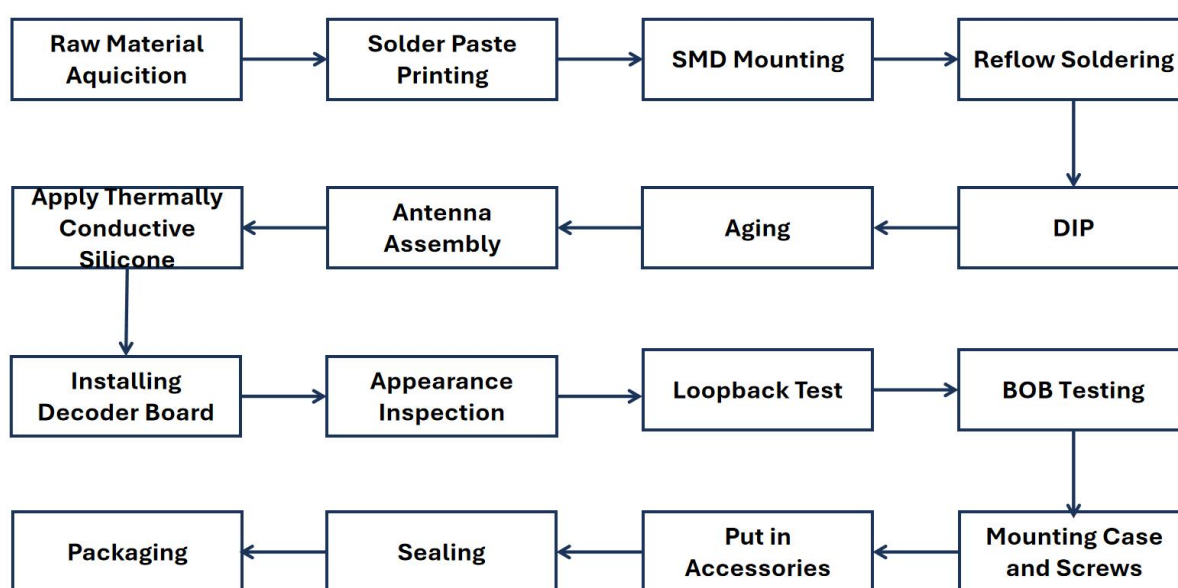 Raw Material
Aquicition
Solder Paste
Printing
SMD Mounting
Reflow Soldering
Apply Thermally
Conductive
Silicone
Antenna
Assembly
Aging
DIP
Installing
Decoder Board
Appearance
Inspection
Loopback Test
BOB Testing
Packaging
Sealing
Put in
Accessories
Mounting Case
and Screws